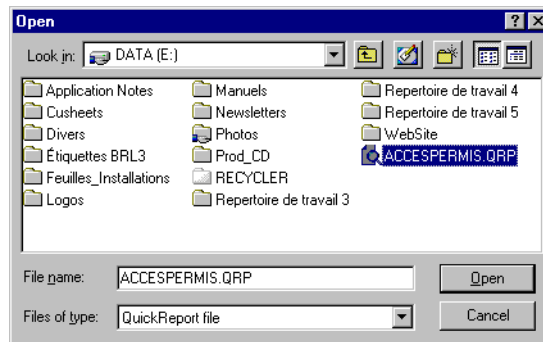 Open
Look in: DATA (E:)
Application Notes
Cusheets
Divers
Étiquettes BRL3
Feuilles_Installations
Logos
Manuels
Newsletters
Photos
Prod_CD
RECYCLER
Repertoire de travail 3
Repertoire de travail 4
Repertoire de travail 5
WebSite
ACCESPERMIS.QRP
File name: ACCESPERMIS.QRP Open
Files of type: QuickReport file Cancel